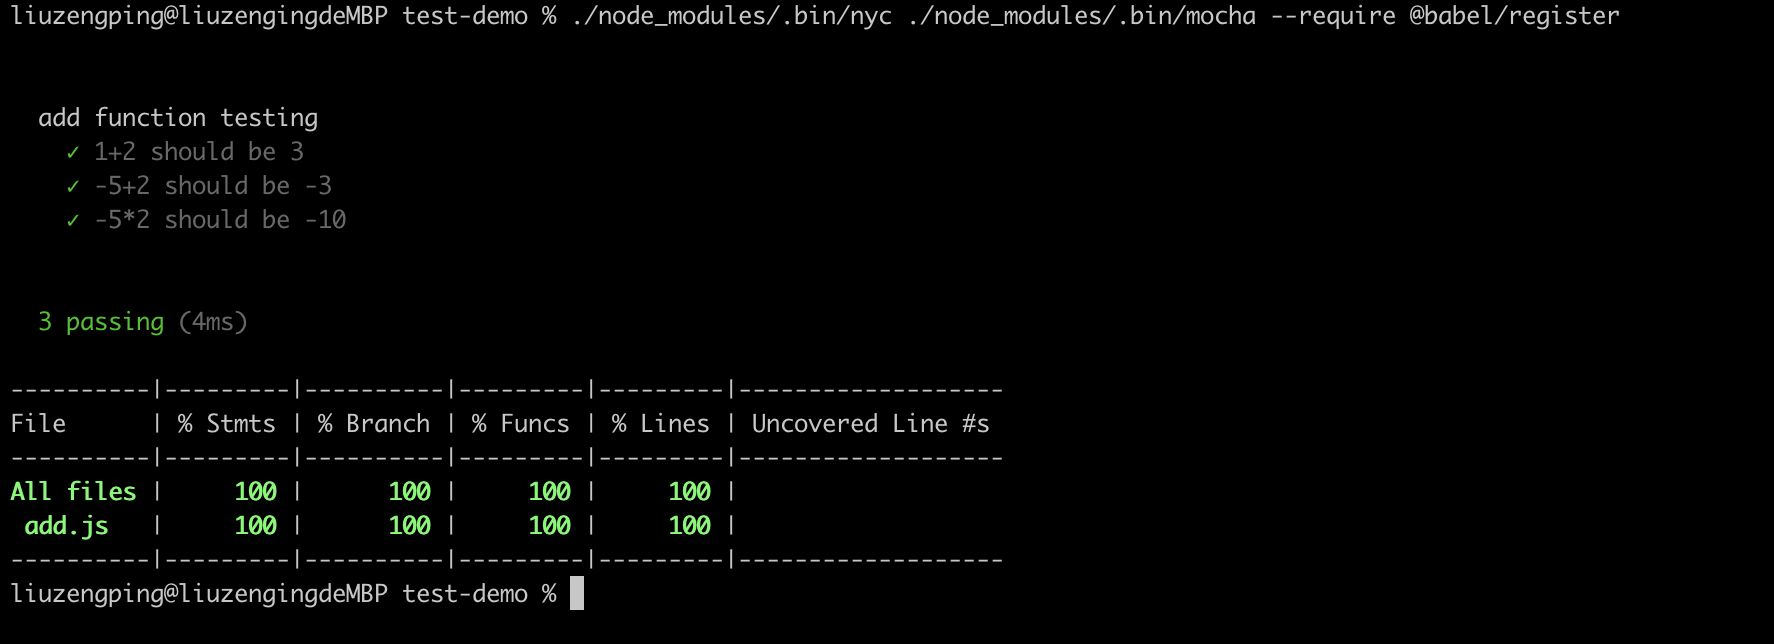 liuzengping@liuzengingdeMBP test-demo % ./node_modules/.bin/nyc ./node_modules/.bin/mocha --require @babel/register
add function testing
✓ 1+2 should be 3
✓ -5+2 should be -3
✓ -5*2 should be -10
3 passing (4ms)
----------|---------|----------|---------|---------|-------------------
File      | % Stmts | % Branch | % Funcs | % Lines | Uncovered Line #s
----------|---------|----------|---------|---------|-------------------
All files |     100 |      100 |     100 |     100 |
 add.js   |     100 |      100 |     100 |     100 |
----------|---------|----------|---------|---------|-------------------
liuzengping@liuzengingdeMBP test-demo %